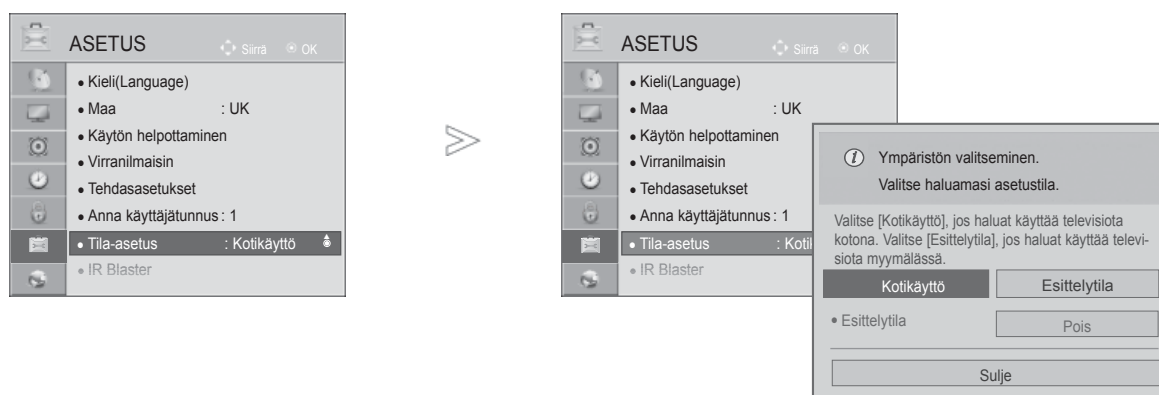 ASETUS
Siirrä OK
• Kieli(Language)
• Maa : UK
• Käytön helpottaminen
• Virranilmaisin
• Tehdasasetukset
• Anna käyttäjätunnus : 1
• Tila-asetus : Kotikäyttö
• IR Blaster
ASETUS
Siirrä OK
• Kieli(Language)
• Maa : UK
• Käytön helpottaminen
• Virranilmaisin
• Tehdasasetukset
• Anna käyttäjätunnus : 1
• Tila-asetus : Koti
• IR Blaster
Ympäristön valitseminen.
Valitse haluamasi asetustila.
Valitse [Kotikäyttö], jos haluat käyttää televisiota
kotona. Valitse [Esittelytila], jos haluat käyttää televi-
siota myymälässä.
Kotikäyttö Esittelytila
• Esittelytila Pois
Sulje